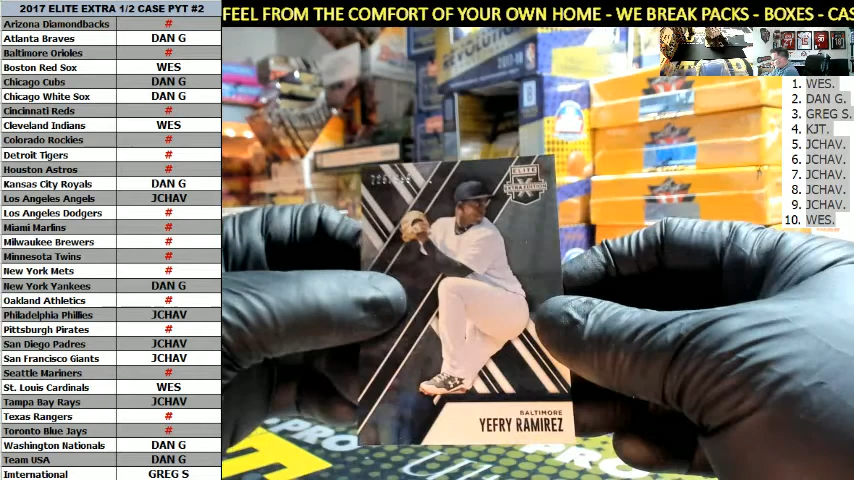 2017 ELITE EXTRA 1/2 CASE PYT #2
FEEL FROM THE COMFORT OF YOUR OWN HOME - WE BREAK PACKS - BOXES - CAS
Arizona Diamondbacks #
Atlanta Braves DAN G
Baltimore Orioles #
Boston Red Sox WES
Chicago Cubs DAN G
Chicago White Sox DAN G
Cincinnati Reds #
Cleveland Indians WES
Colorado Rockies #
Detroit Tigers #
Houston Astros #
Kansas City Royals DAN G
Los Angels Angels JCHAV
Los Angeles Dodgers #
Miami Marlins #
Milwaukee Brewers #
Minnesota Twins #
New York Mets #
New York Yankees DAN G
Oakland Athletics #
Philadelphia Phillies JCHAV
Pittsburgh Pirates #
San Diego Padres JCHAV
San Francisco Giants JCHAV
Seattle Mariners #
St. Louis Cardinals WES
Tampa Bay Rays JCHAV
Texas Rangers #
Toronto Blue Jays #
Washington Nationals DAN G
Team USA DAN G
International GREG S
1. WES.
2. DAN G.
3. GREG S.
4. KJT.
5. JCHAV.
6. JCHAV.
7. JCHAV.
8. JCHAV.
9. JCHAV.
10. WES.
REVOLUTION
2017-18
8
ELITE
BALTIMORE
YEFRY RAMIREZ